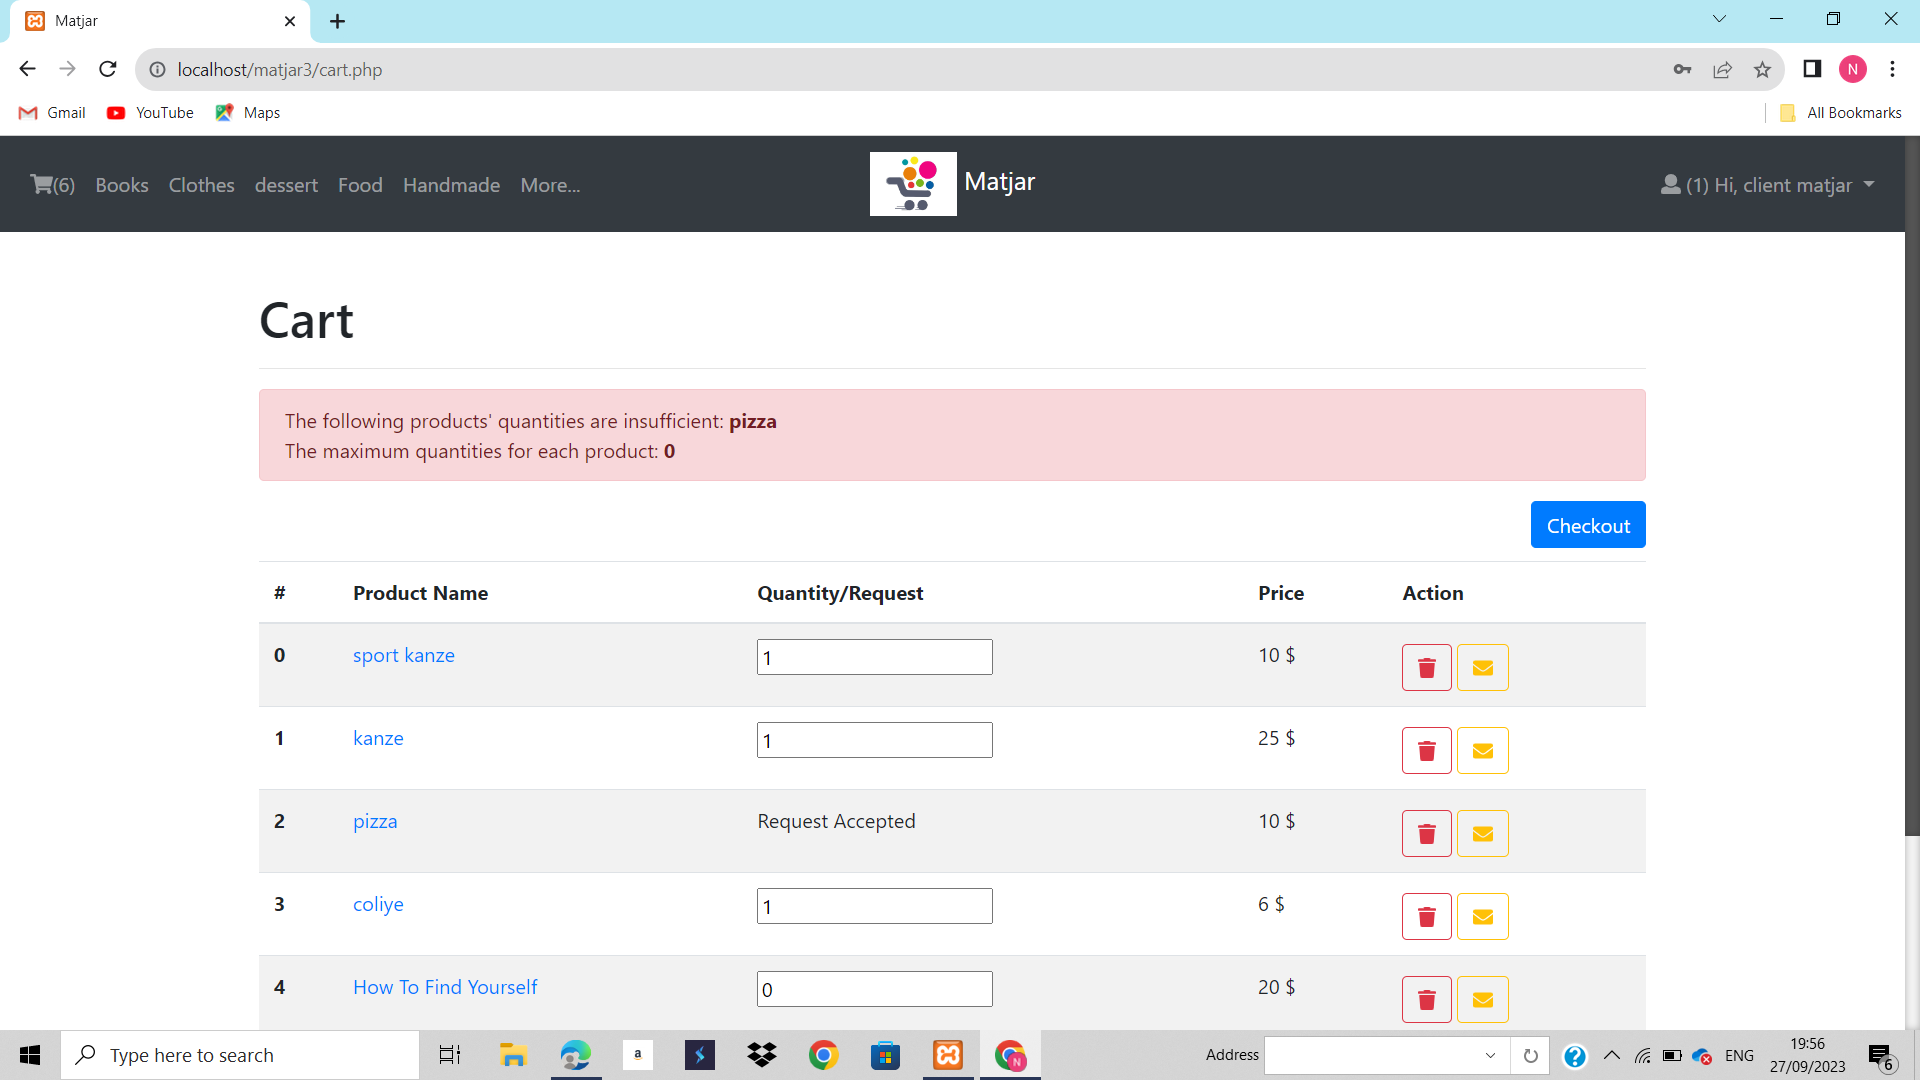 Matjar
localhost/matjar3/cart.php
N
Gmail YouTube Maps All Bookmarks
(6) Books Clothes dessert Food Handmade More... Matjar (1) Hi, client matjar
Cart
The following products' quantities are insufficient: pizza
The maximum quantities for each product: 0
Checkout
# Product Name Quantity/Request Price Action
0 sport kanze 1 10 $
1 kanze 1 25 $
2 pizza Request Accepted 10 $
3 coliye 1 6 $
4 How To Find Yourself 0 20 $
Type here to search a N Address ENG 19:56
27/09/2023 6